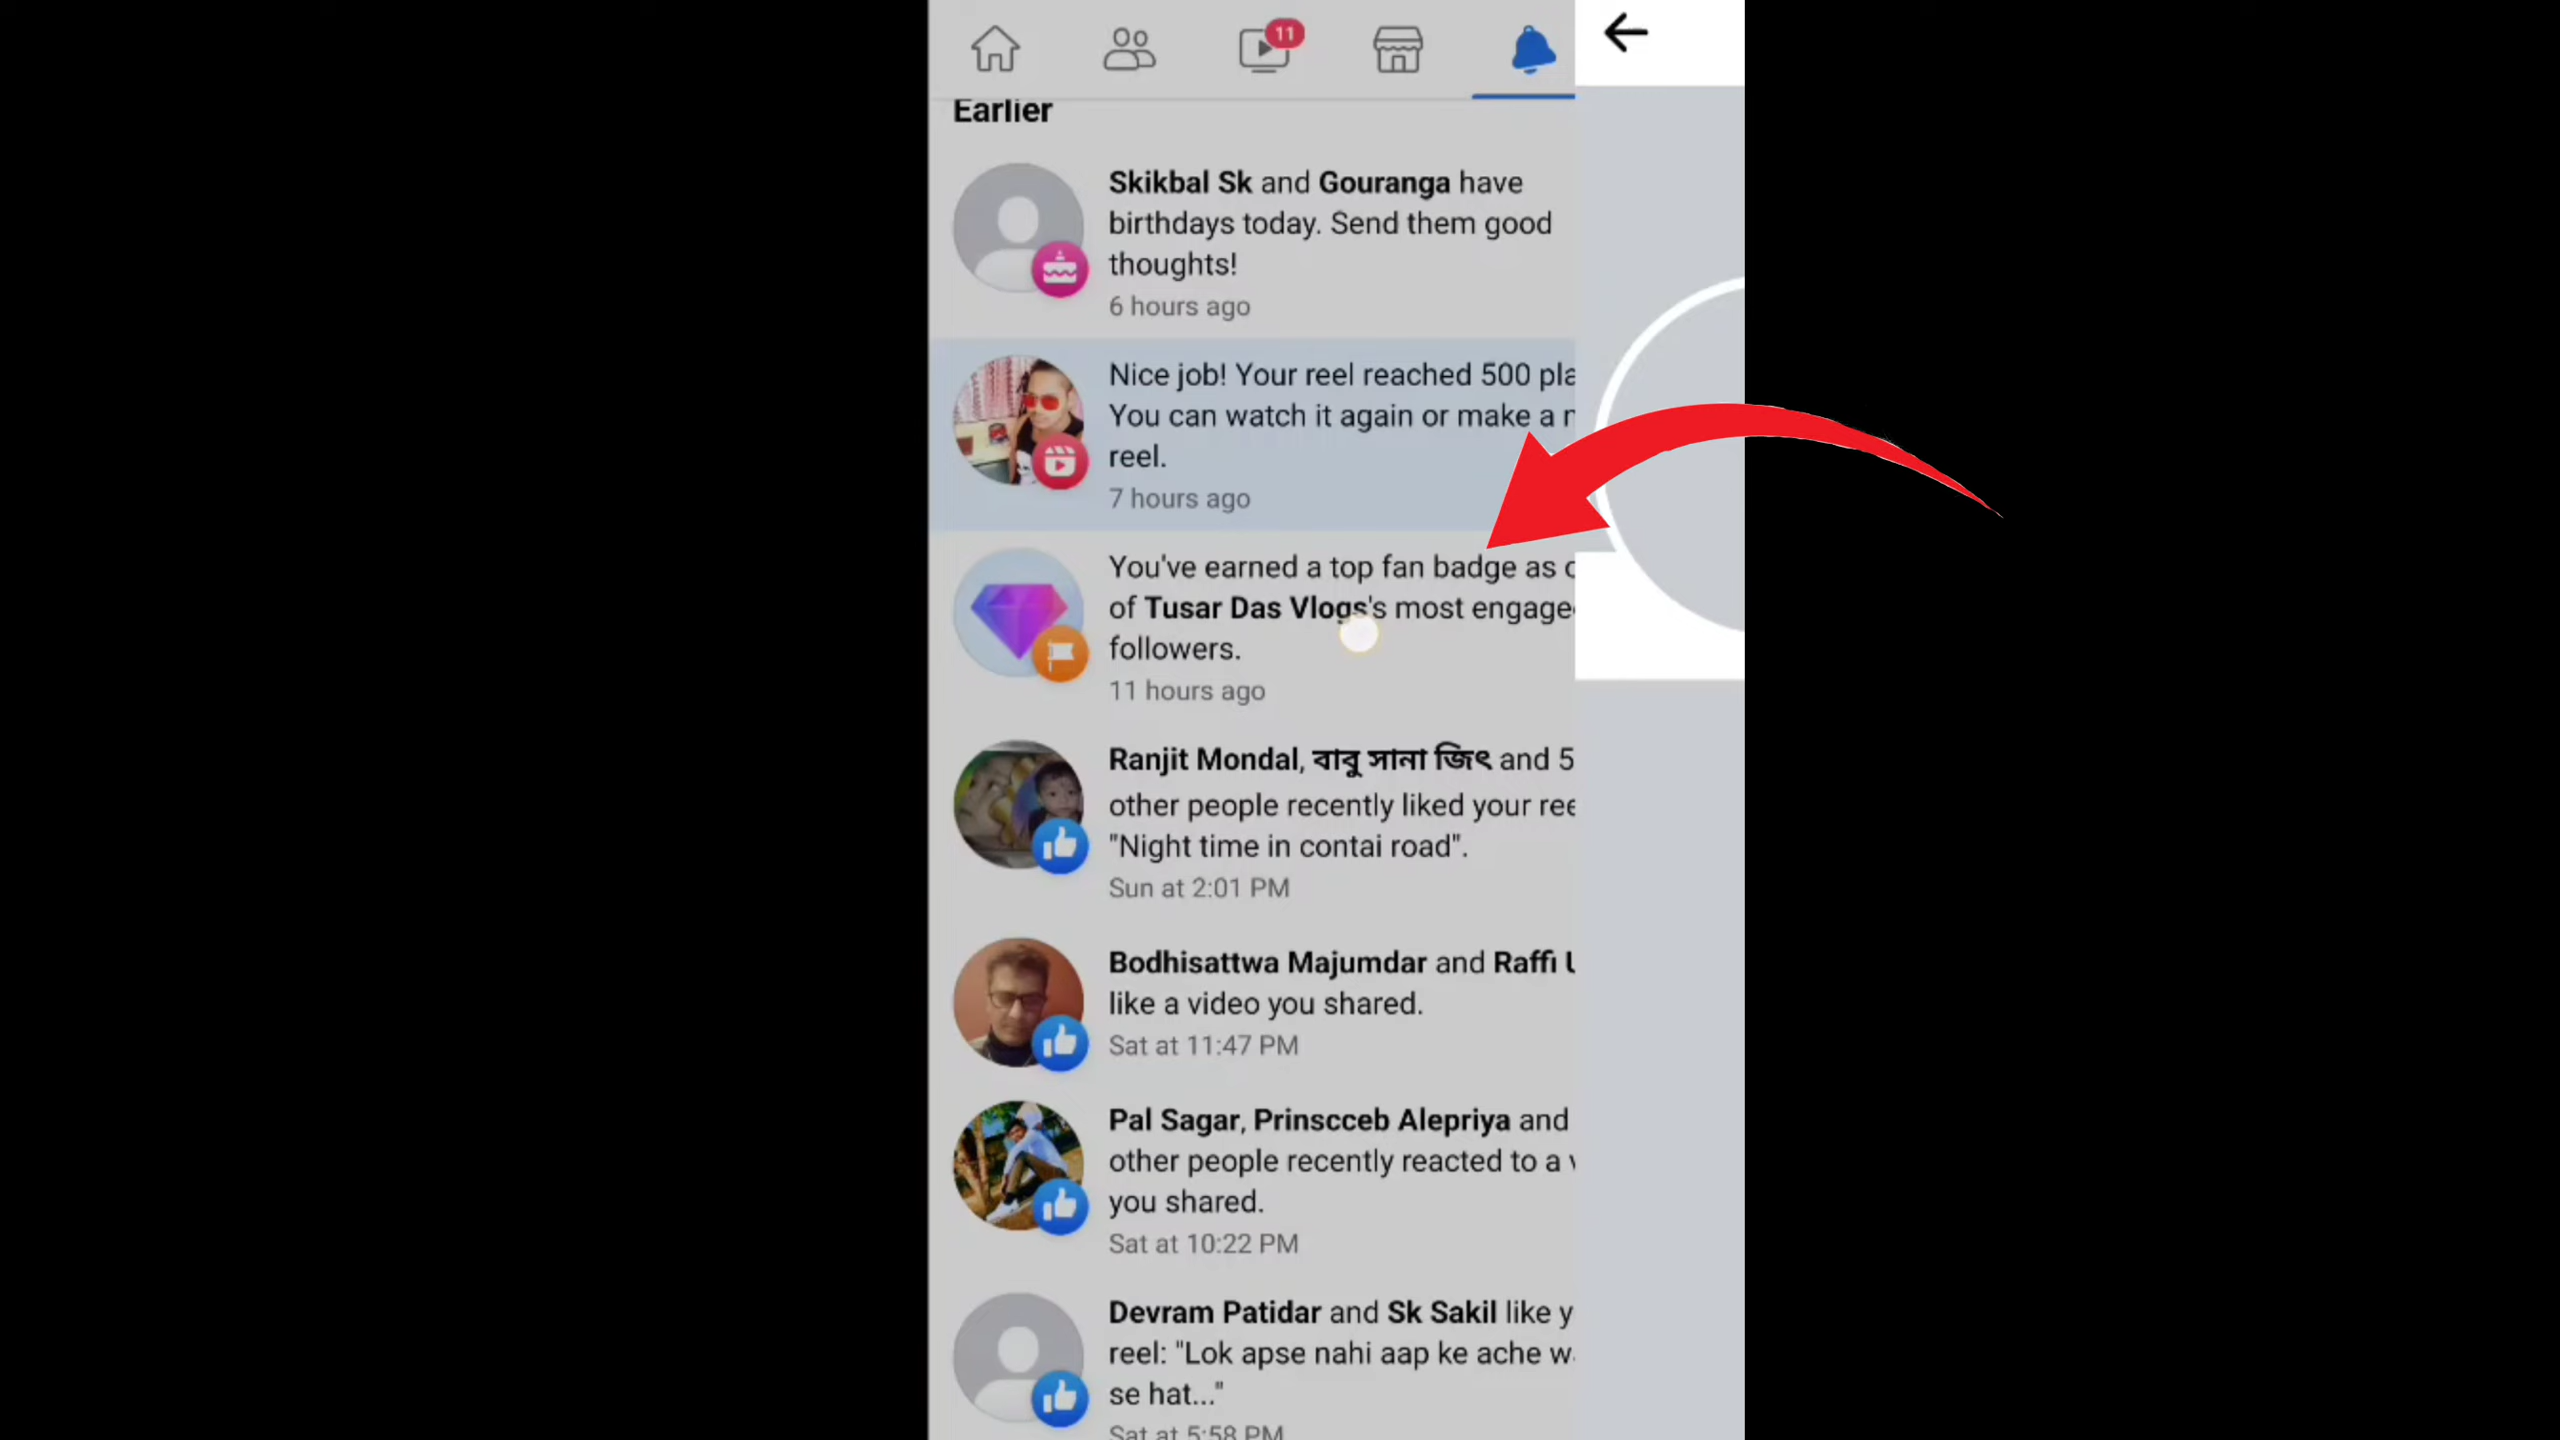 11
Earlier
Skikbal Sk and Gouranga have
birthdays today. Send them good
thoughts!
6 hours ago
Nice job! Your reel reached 500 pla
You can watch it again or make a
reel.
7 hours ago
You've earned a top fan badge as
of Tusar Das Vlogs's most engage
followers.
11 hours ago
Ranjit Mondal, বাবু সানা জিৎ and 5
other people recently liked your ree
"Night time in contai road".
Sun at 2:01 PM
Bodhisattwa Majumdar and Raffi
like a video you shared.
Sat at 11:47 PM
Pal Sagar, Prinscceb Alepriya and
other people recently reacted to a
you shared.
Sat at 10:22 PM
Devram Patidar and Sk Sakil like y
reel: "Lok apse nahi aap ke ache w
se hat..."
Sat at 5:58 PM